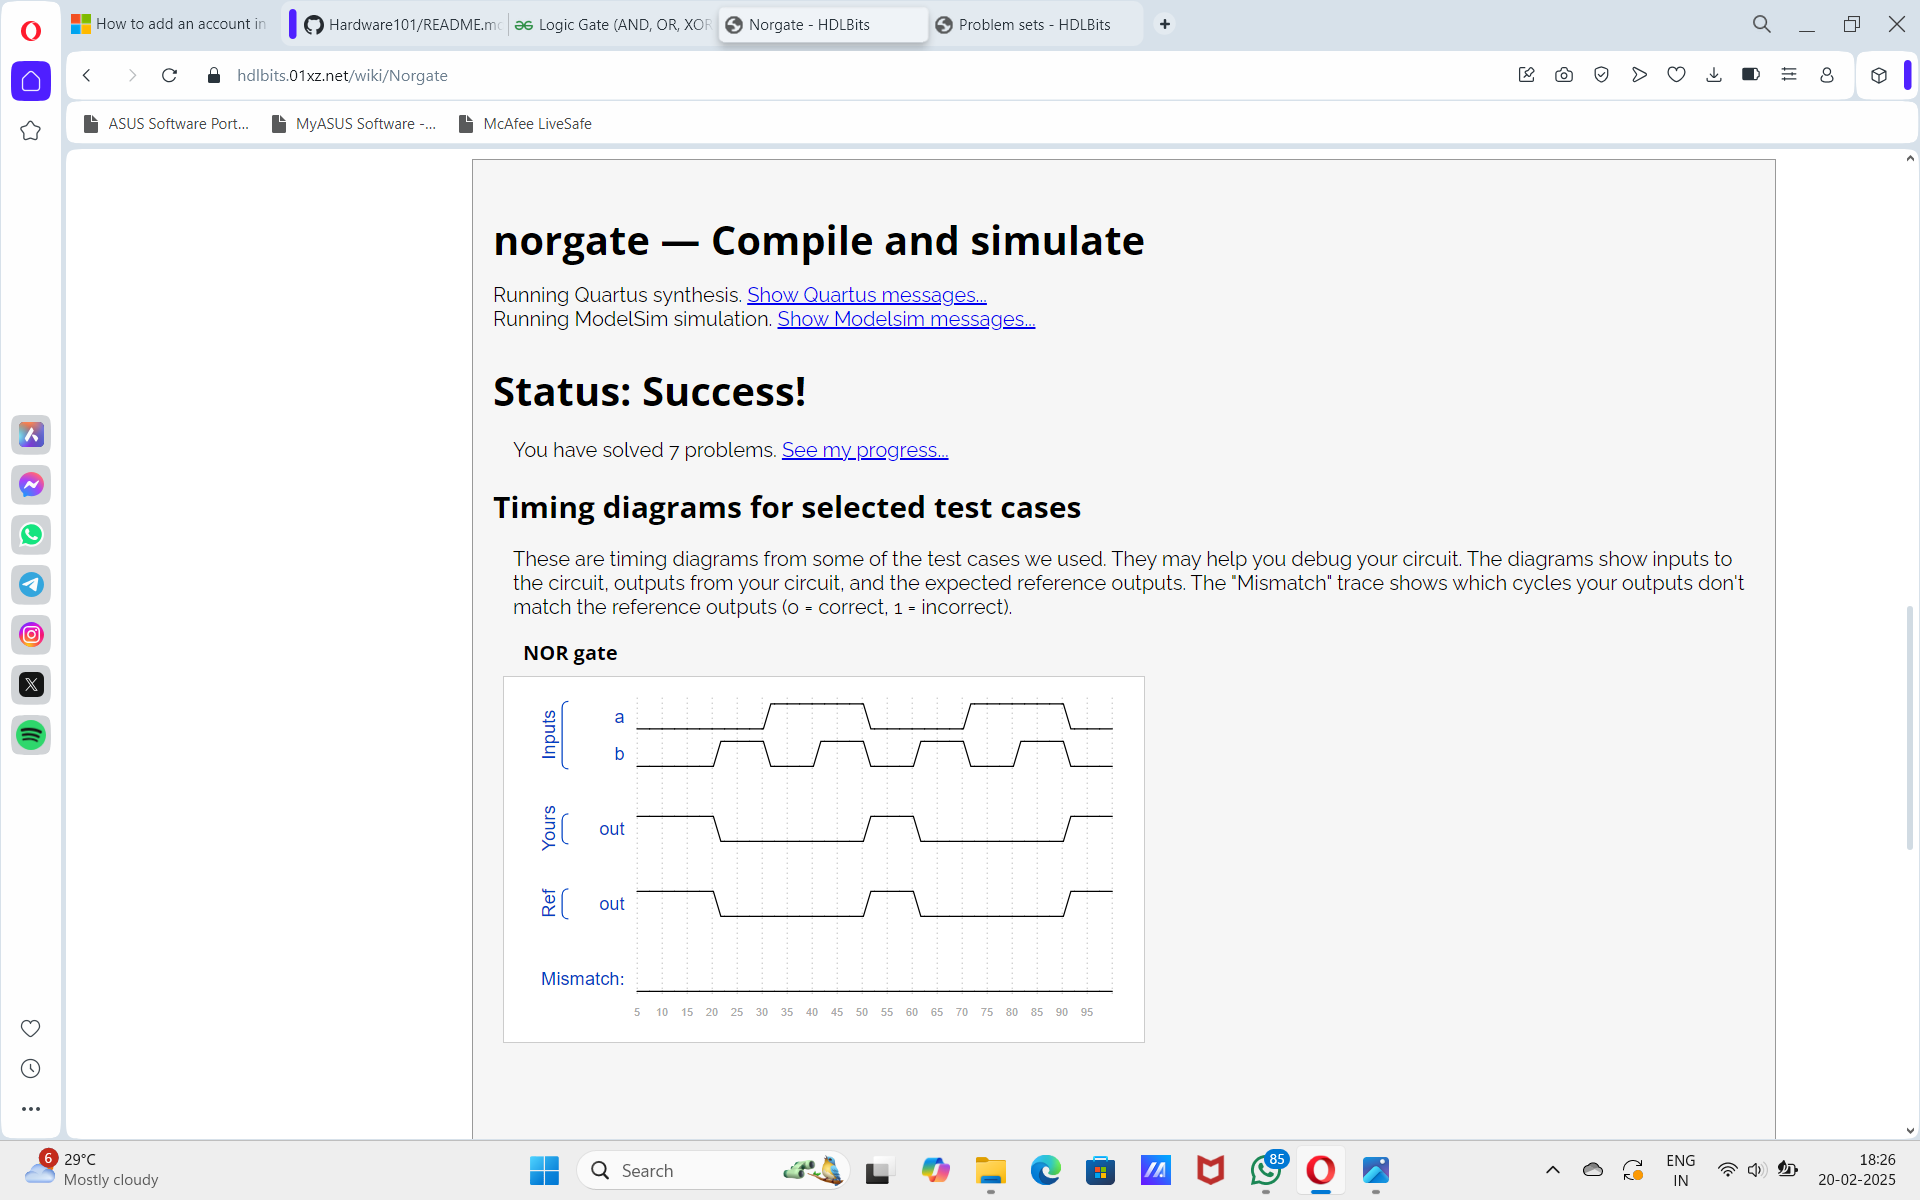 How to add an account in
Hardware101/README.mc
Logic Gate (AND, OR, XOR
Norgate - HDLBits
Problem sets - HDLBits
hdlbits.01xz.net/wiki/Norgate
ASUS Software Port...
MyASUS Software -...
McAfee LiveSafe
norgate — Compile and simulate
Running Quartus synthesis. Show Quartus messages...
Running ModelSim simulation. Show Modelsim messages...
Status: Success!
You have solved 7 problems. See my progress...
Timing diagrams for selected test cases
These are timing diagrams from some of the test cases we used. They may help you debug your circuit. The diagrams show inputs to
the circuit, outputs from your circuit, and the expected reference outputs. The "Mismatch" trace shows which cycles your outputs don't
match the reference outputs (0 = correct, 1 = incorrect).
NOR gate
Inputs
a
b
Yours
out
Ref
out
Mismatch:
5 10 15 20 25 30 35 40 45 50 55 60 65 70 75 80 85 90 95
6
29°C
Mostly cloudy
Search
85
ENG
IN
18:26
20-02-2025